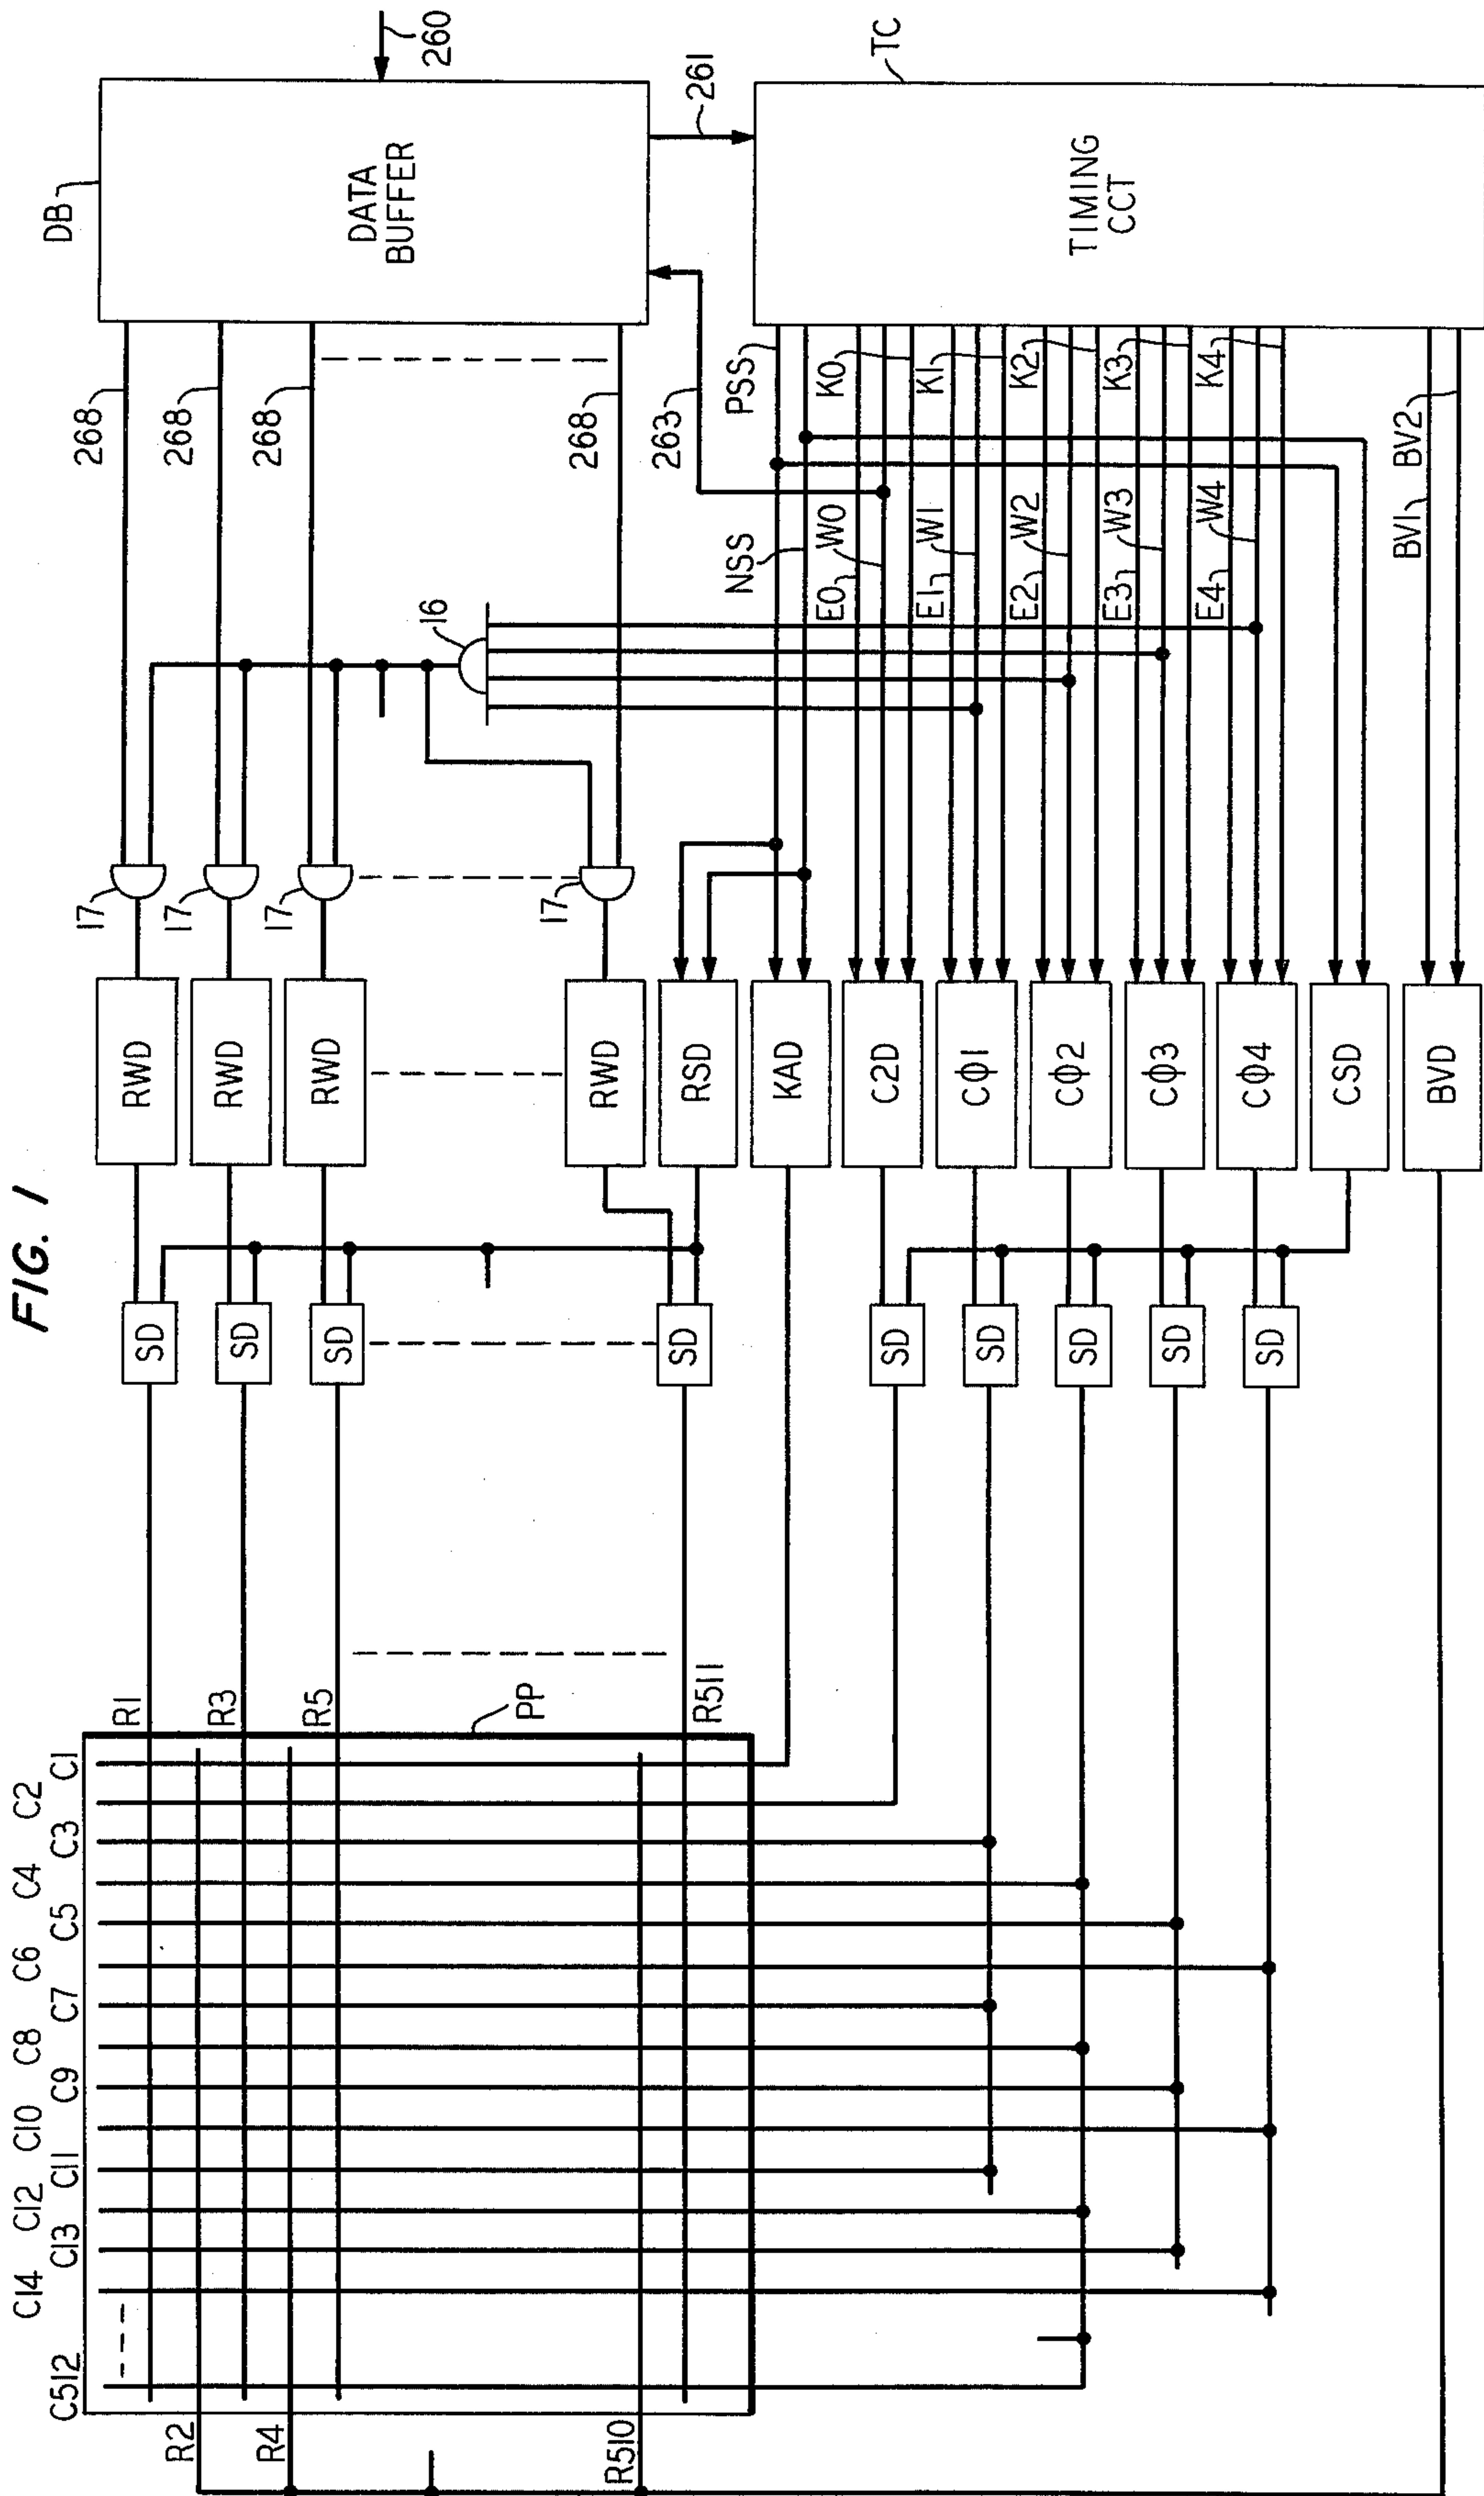 FIG. 1
260
DB
DATA
BUFFER
261
TC
TIMING
CCT
268
268
268
268
263
PSS
K0
K1
K2
K3
K4
NSS
E0
W0
E1
W1
E2
W2
E3
W3
E4
W4
BV1
BV2
16
17
17
17
17
RWD
RWD
RWD
RWD
RSD
KAD
C2D
CΦ1
CΦ2
CΦ3
CΦ4
CSD
BVD
SD
SD
SD
SD
SD
SD
SD
SD
SD
R1
R3
R5
R511
PP
C1
C2
C3
C4
C5
C6
C7
C8
C9
C10
C11
C12
C13
C14
C512
R2
R4
R510